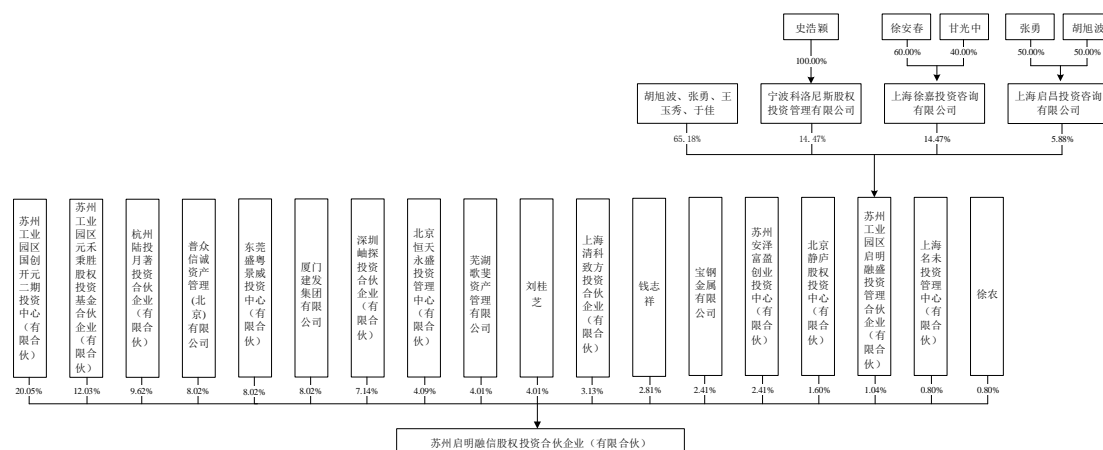 史浩颖
徐安春
甘光中
张勇
胡旭波
100.00%
60.00%
40.00%
50.00%
50.00%
胡旭波、张勇、王
玉秀、于佳
宁波科洛尼斯股权
投资管理有限公司
上海徐嘉投资咨询
有限公司
上海启昌投资咨询
有限公司
65.18%
14.47%
14.47%
5.88%
苏州
工业
园区
国创
开元
二期
投资
中心
（有
限合
伙）
苏州
工业
园区
元禾
秉胜
股权
投资
基金
合伙
企业
（有
限合
伙）
杭州
陆投
月著
投资
合伙
企业
（有
限合
伙）
普众
信诚
资产
管理
(北
京）有
限公
司
东莞
粤威
盛景
投资
中心
（有
限合
伙）
厦门
建发
集团
有限
公司
深圳
岫探
投资
合伙
企业
（有
限合
伙）
北京
恒天
永盛
投资
管理
中心
（有
限合
伙）
芜湖
歌斐
资产
管理
有限
公司
刘桂
芝
上海
清科
致方
投资
合伙
企业
（有
限合
伙）
钱志
祥
宝钢
金属
有限
公司
苏州
安泽
富盈
创业
投资
中心
（有
限合
伙）
北京
静庐
股权
投资
中心
（有
限合
伙）
苏州
工业
园区
启明
融盛
投资
管理
合伙
企业
（有
限合
伙）
上海
名未
投资
管理
中心
（有
限合
伙）
徐农
20.05%
12.03%
9.62%
8.02%
8.02%
8.02%
7.14%
4.09%
4.01%
4.01%
3.13%
2.81%
2.41%
2.41%
1.60%
1.04%
0.80%
0.80%
苏州启明融信股权投资合伙企业（有限合伙）